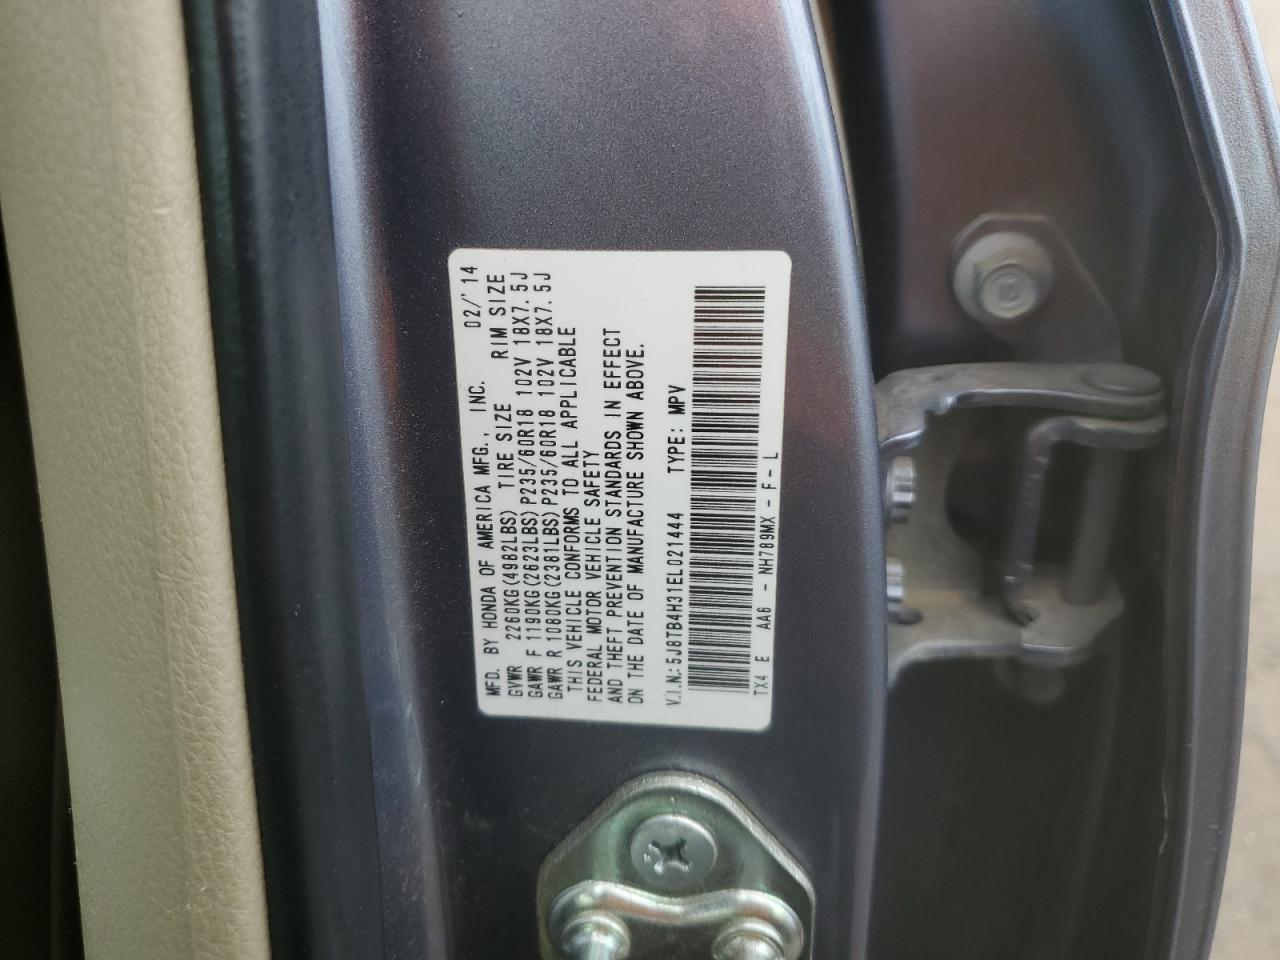 MFD. BY HONDA OF AMERICA MFG., INC. 02/'14
GVWR 2260KG(4982LBS) TIRE SIZE RIM SIZE
GAWR F 1190KG(2623LBS)P235/60R18 102V 18X7.5J
GAWR R 1080KG(2381LBS)P235/60R18 102V 18X7.5J
THIS VEHICLE CONFORMS TO ALL APPLICABLE
FEDERAL MOTOR VEHICLE SAFETY
AND THEFT PREVENTION STANDARDS IN EFFECT
ON THE DATE OF MANUFACTURE SHOWN ABOVE.
V.I.N.:5J8TB4H31EL021444 TYPE: MPV
TX4 E AA6 - NH789MX - F - L